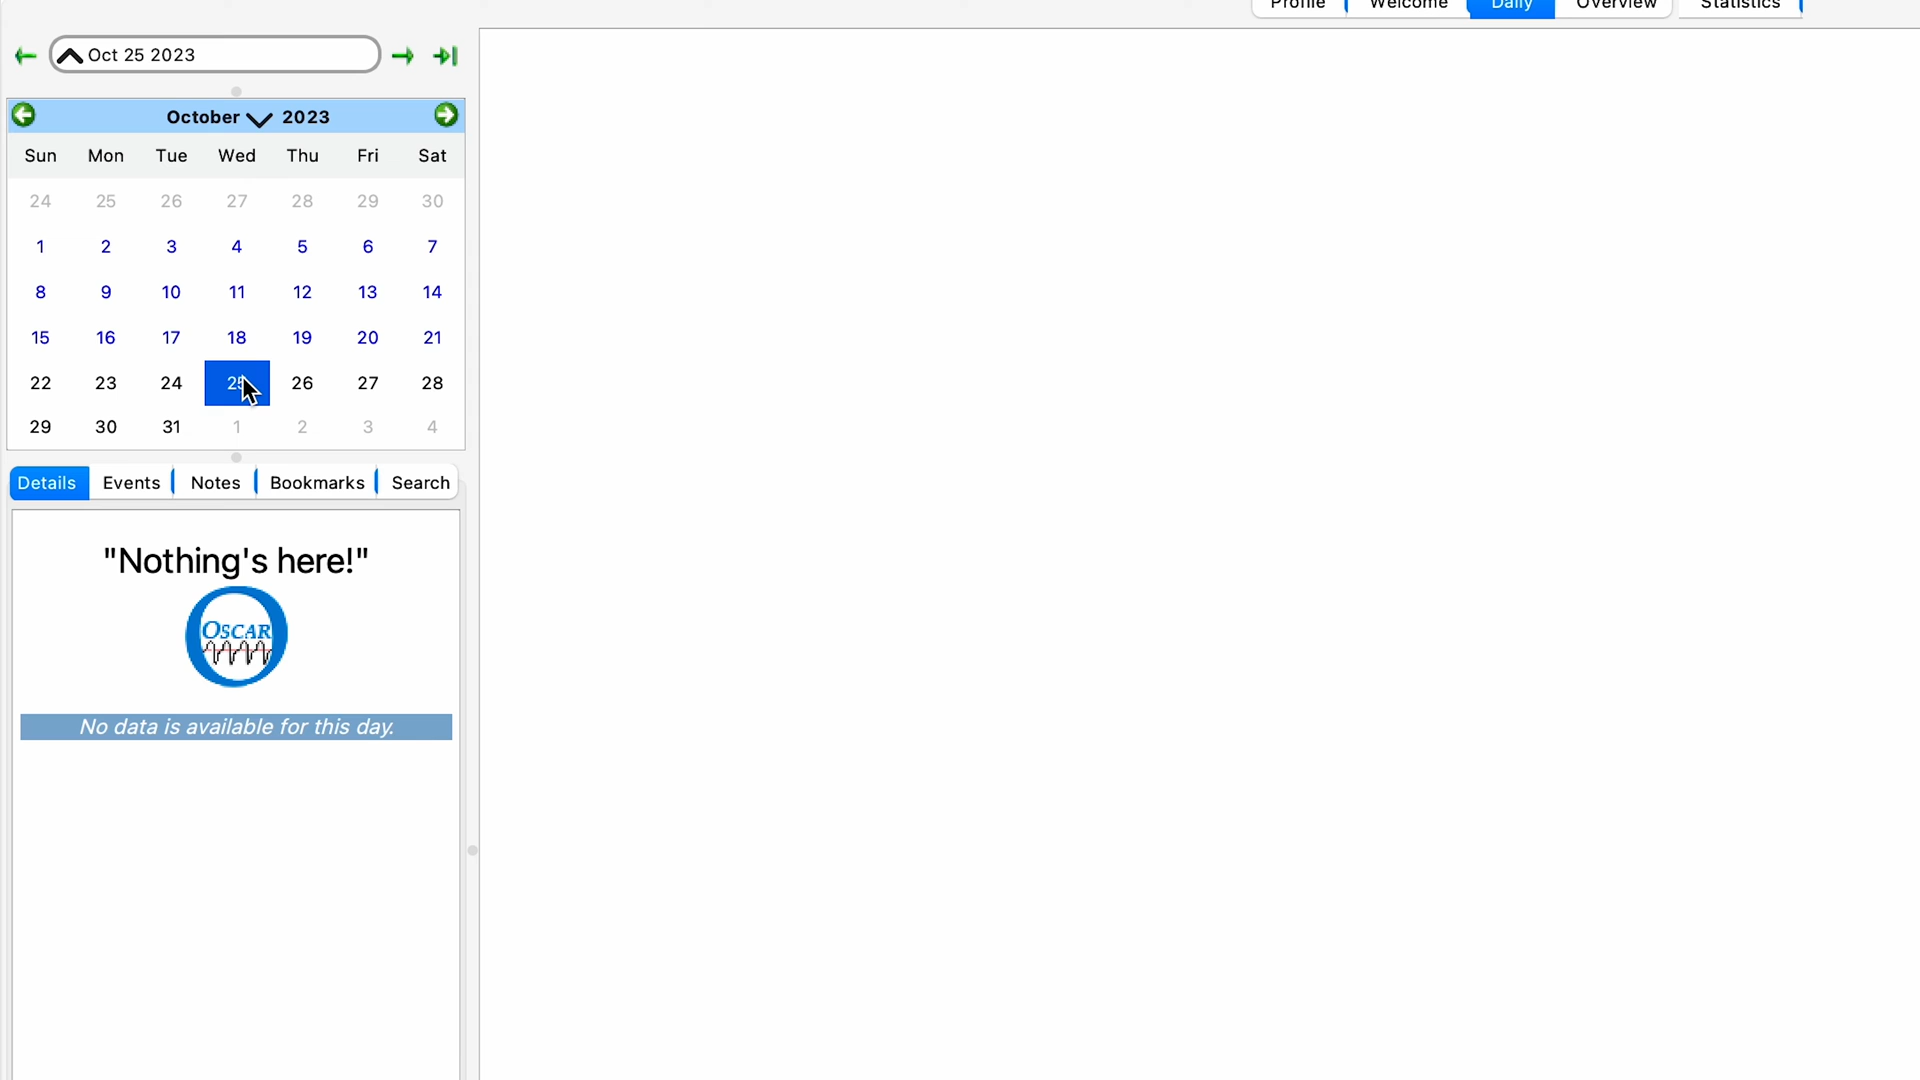 Profile Welcome Daily Overview Statistics
Oct 25 2023
October 2023
Sun Mon Tue Wed Thu Fri Sat
24 25 26 27 28 29 30
1 2 3 4 5 6 7
8 9 10 11 12 13 14
15 16 17 18 19 20 21
22 23 24 25 26 27 28
29 30 31 1 2 3 4
Details Events Notes Bookmarks Search
"Nothing's here!"
OSCAR
No data is available for this day.